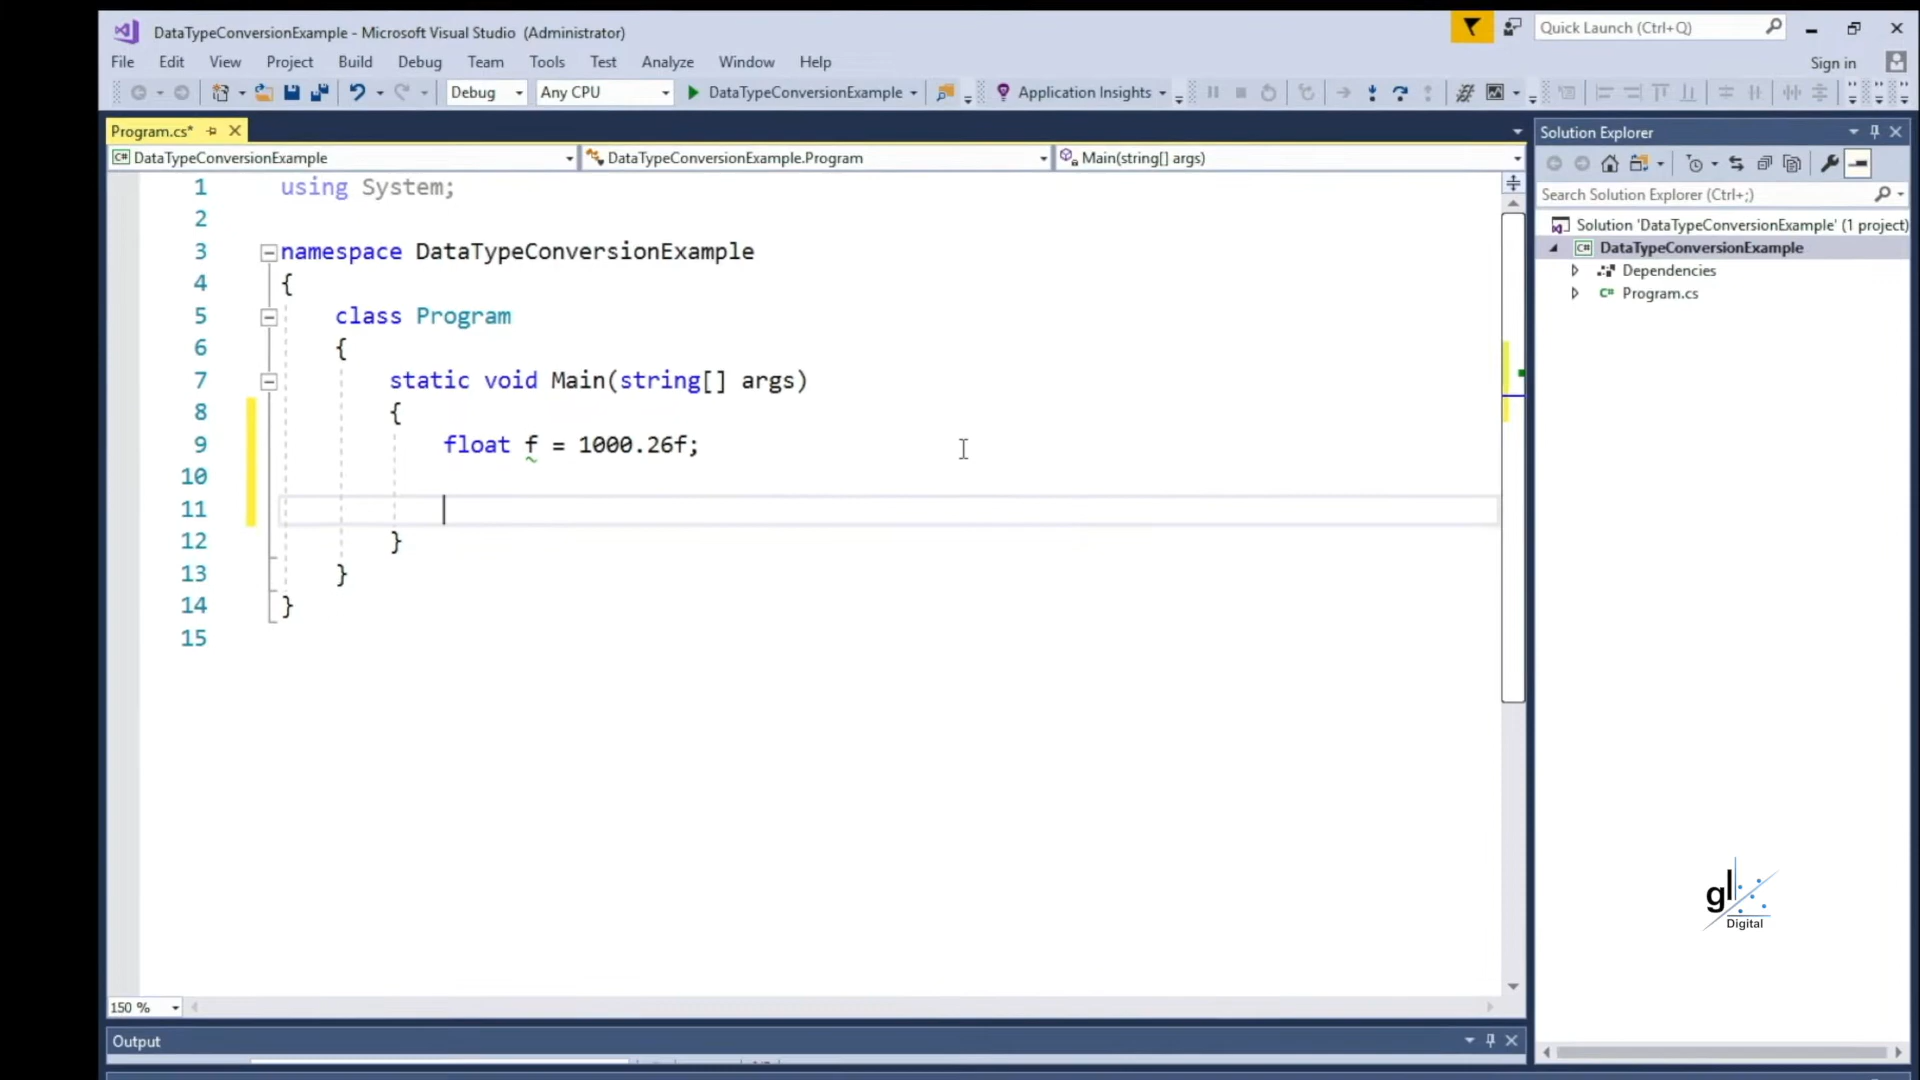 DataTypeConversionExample - Microsoft Visual Studio (Administrator)
Quick Launch (Ctrl+Q)
File Edit View Project Build Debug Team Tools Test Analyze Window Help
Sign in
Debug Any CPU DataTypeConversionExample Application Insights
Program.cs*
Solution Explorer
DataTypeConversionExample DataTypeConversionExample.Program Main(string[] args)
Search Solution Explorer (Ctrl+;)
Solution 'DataTypeConversionExample' (1 project)
C# DataTypeConversionExample
Dependencies
C# Program.cs
1 using System;
2
3 namespace DataTypeConversionExample
4 {
5 class Program
6 {
7 static void Main(string[] args)
8 {
9 float f = 1000.26f;
10
11
12 }
13 }
14 }
15
gl
Digital
150 %
Output